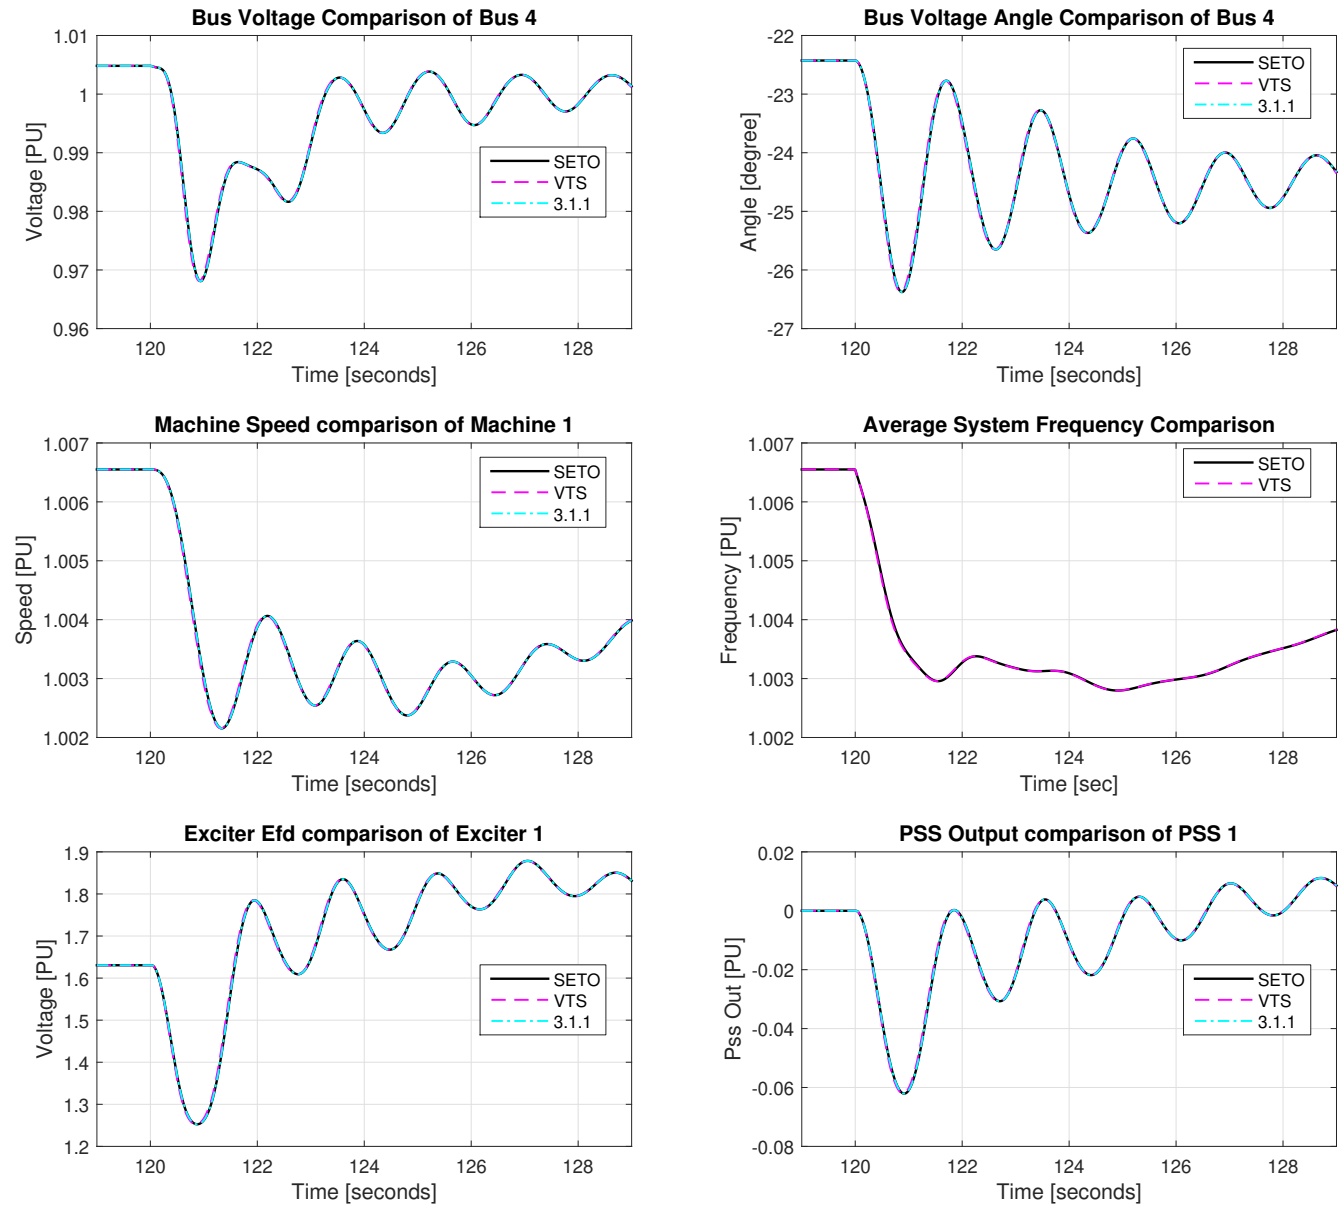 Bus Voltage Comparison of Bus 4
1.01
1
0.99
0.98
0.97
0.96
Voltage [PU]
SETO
VTS
3.1.1
120 122 124 126 128
Time [seconds]
Bus Voltage Angle Comparison of Bus 4
-22
-23
-24
-25
-26
-27
Angle [degree]
SETO
VTS
3.1.1
120 122 124 126 128
Time [seconds]
Machine Speed comparison of Machine 1
1.007
1.006
1.005
1.004
1.003
1.002
Speed [PU]
SETO
VTS
3.1.1
120 122 124 126 128
Time [seconds]
Average System Frequency Comparison
1.007
1.006
1.005
1.004
1.003
1.002
Frequency [PU]
SETO
VTS
120 122 124 126 128
Time [sec]
Exciter Efd comparison of Exciter 1
1.9
1.8
1.7
1.6
1.5
1.4
1.3
1.2
Voltage [PU]
SETO
VTS
3.1.1
120 122 124 126 128
Time [seconds]
PSS Output comparison of PSS 1
0.02
0
-0.02
-0.04
-0.06
-0.08
Pss Out [PU]
SETO
VTS
3.1.1
120 122 124 126 128
Time [seconds]